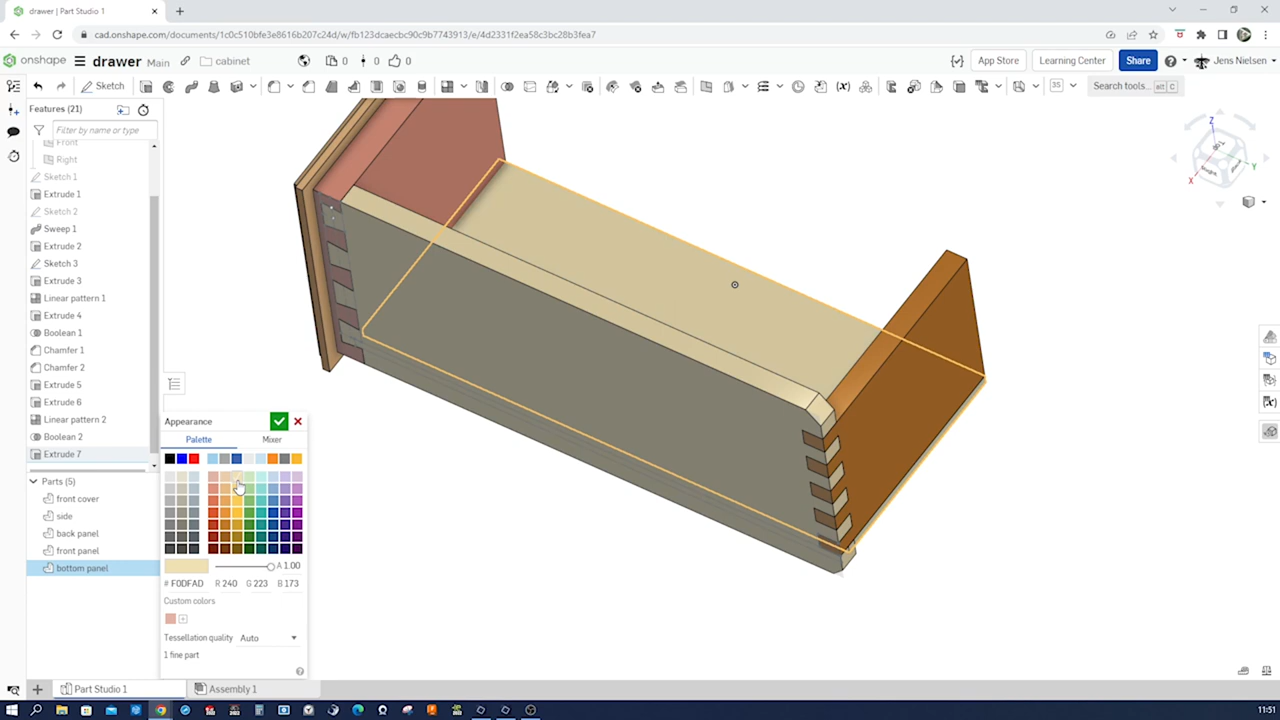 drawer | Part Studio 1
cad.onshape.com/documents/1c0c510bfe3e8616b207c24d/w/fb123dcaecbc90c9b7743913/e/4d2331f2ea58c3bc28b3fea7
onshape
drawer Main
cabinet
0
0
0
App Store
Learning Center
Share
Jens Nielsen
Sketch
Search tools...
alt
C
Features (21)
Filter by name or type
Front
Right
Sketch 1
Extrude 1
Sketch 2
Sweep 1
Extrude 2
Sketch 3
Extrude 3
Linear pattern 1
Extrude 4
Boolean 1
Chamfer 1
Chamfer 2
Extrude 5
Extrude 6
Linear pattern 2
Boolean 2
Extrude 7
Parts (5)
front cover
side
back panel
front panel
bottom panel
Appearance
Palette
Mixer
A 1.00
# F0DFAD R 240 G 223 B 173
Custom colors
Tessellation quality Auto
1 fine part
Z
Y
X
Part Studio 1
Assembly 1
11:51